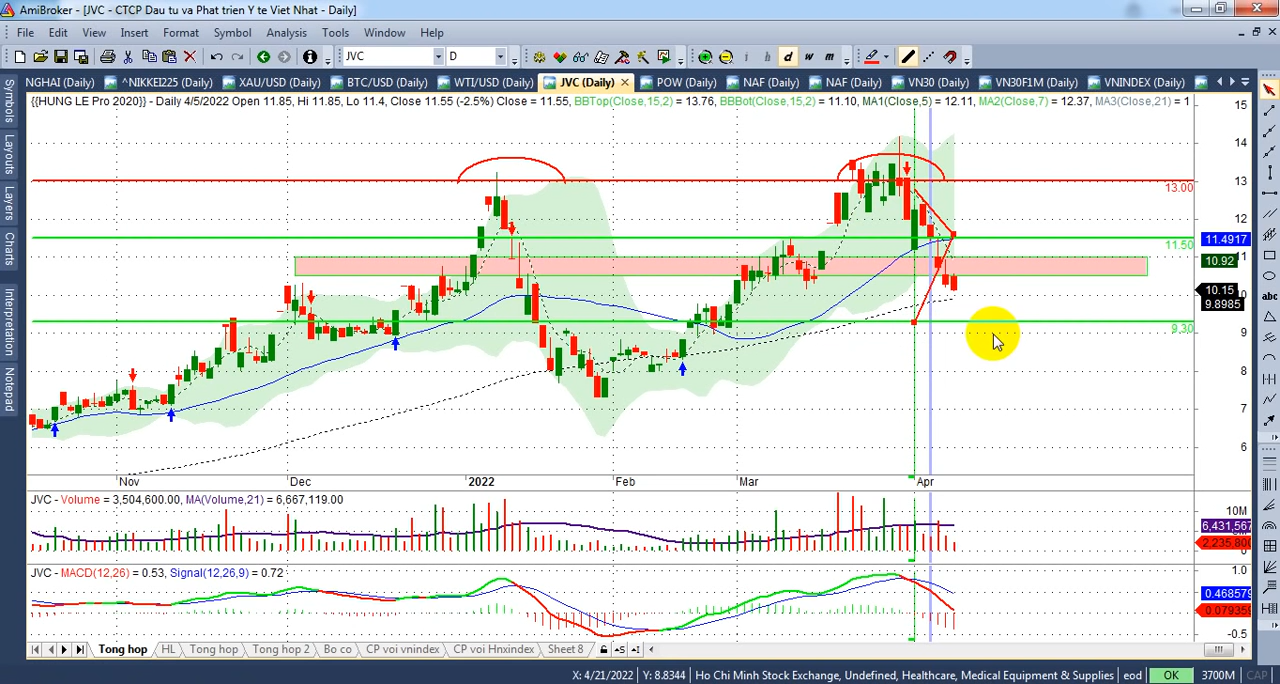 AmiBroker - [JVC - CTCP Dau tu va Phat trien Y te Viet Nhat - Daily]
File Edit View Insert Format Symbol Analysis Tools Window Help
JVC D i h d w m
NGHAI (Daily) ^NIKKEI225 (Daily) XAU/USD (Daily) BTC/USD (Daily) WTI/USD (Daily) JVC (Daily) POW (Daily) NAF (Daily) NAF (Daily) VN30 (Daily) VN30F1M (Daily) VNINDEX (Daily)
Symbols
Layouts
Layers
Charts
Interpretation
Notepad
{{HUNG LE Pro 2020}} - Daily 4/5/2022 Open 11.85, Hi 11.85, Lo 11.4, Close 11.55 (-2.5%) Close = 11.55, BBTop(Close,15,2) = 13.76, BBBot(Close,15,2) = 11.10, MA1(Close,5) = 12.11, MA2(Close,7) = 12.37, MA3(Close,21) = 1
15
14
13
13.00
12
11.4917
11.50
11
10.92
10.15
10
9.8985
9.30
9
8
7
6
abc
Nov Dec 2022 Feb Mar Apr
JVC - Volume = 3,504,600.00, MA(Volume,21) = 6,667,119.00
10M
6,431,567
2,235,800
0
JVC - MACD(12,26) = 0.53, Signal(12,26,9) = 0.72
1.0
0.468579
0.079359
-0.5
Tong hop HL Tong hop Tong hop 2 Bo co CP voi vnindex CP voi Hnxindex Sheet 8
X: 4/21/2022 Y: 8.8344 Ho Chi Minh Stock Exchange, Undefined, Healthcare, Medical Equipment & Supplies eod OK 3700M CAP